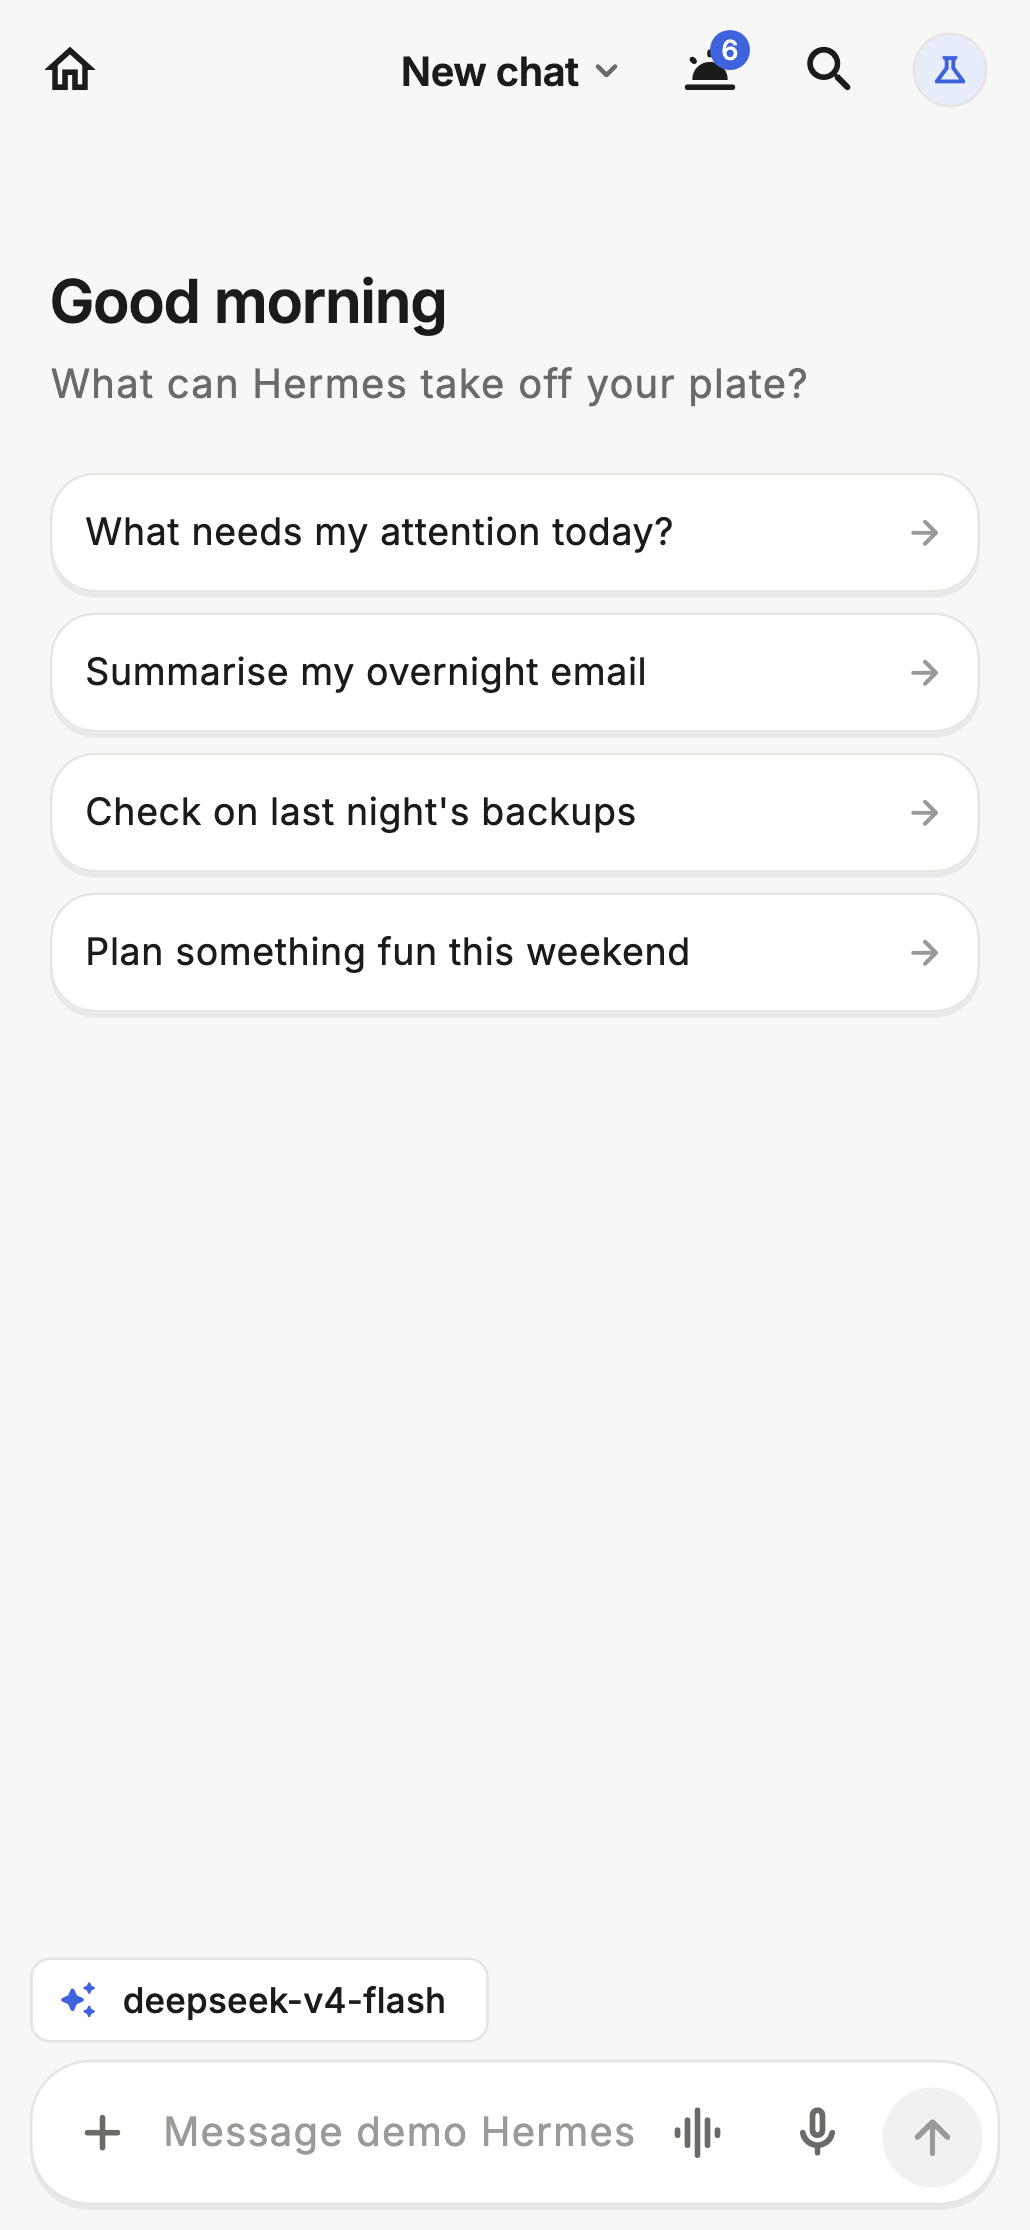 New chat
6
Good morning
What can Hermes take off your plate?
What needs my attention today?
Summarise my overnight email
Check on last night's backups
Plan something fun this weekend
deepseek-v4-flash
Message demo Hermes